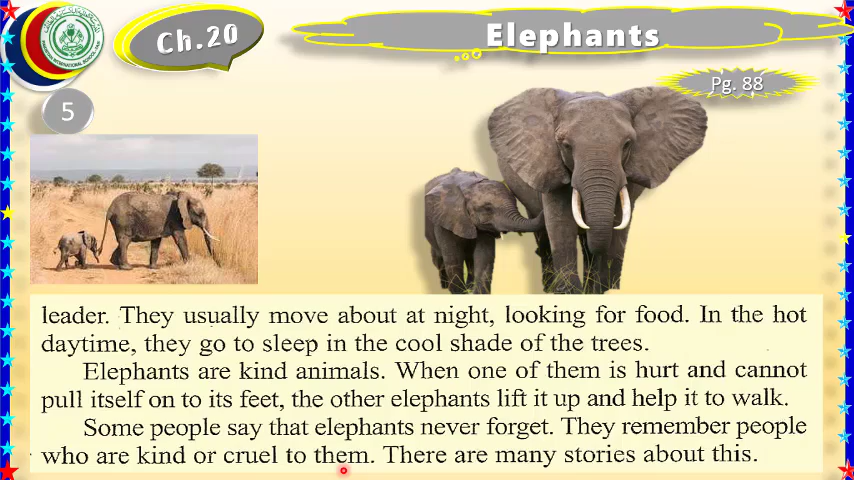 Ch.20
Elephants
Pg. 88
5
leader. They usually move about at night, looking for food. In the hot
daytime, they go to sleep in the cool shade of the trees.
Elephants are kind animals. When one of them is hurt and cannot
pull itself on to its feet, the other elephants lift it up and help it to walk.
Some people say that elephants never forget. They remember people
who are kind or cruel to them. There are many stories about this.